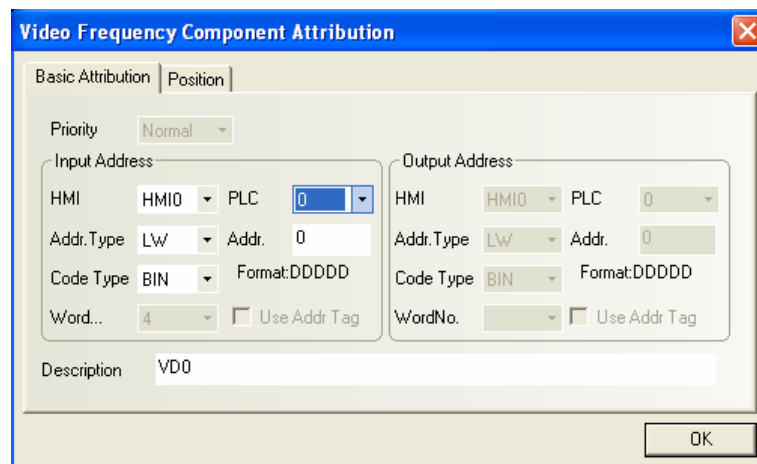 Video Frequency Component Attribution
Basic Attribution Position
Priority Normal
Input Address Output Address
HMI HMI0 PLC 0 HMI HMI0 PLC 0
Addr.Type LW Addr. 0 Addr.Type LW Addr. 0
Code Type BIN Format:DDDDD Code Type BIN Format:DDDDD
Word... 4 Use Addr Tag WordNo. Use Addr Tag
Description VD0
OK